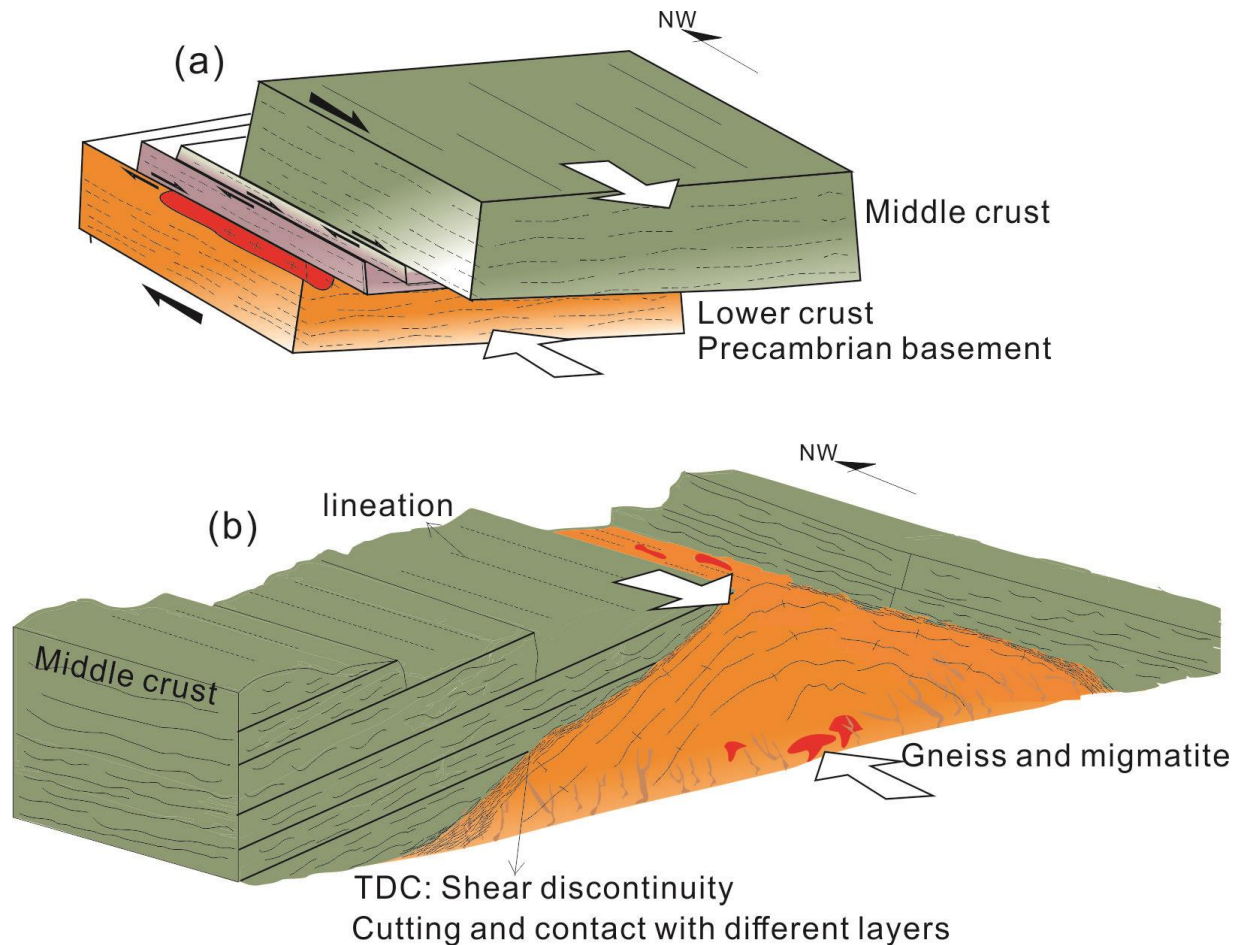 NW
(a)
Middle crust
Lower crust
Precambrian basement
NW
lineation
(b)
Middle crust
Gneiss and migmatite
TDC: Shear discontinuity
Cutting and contact with different layers